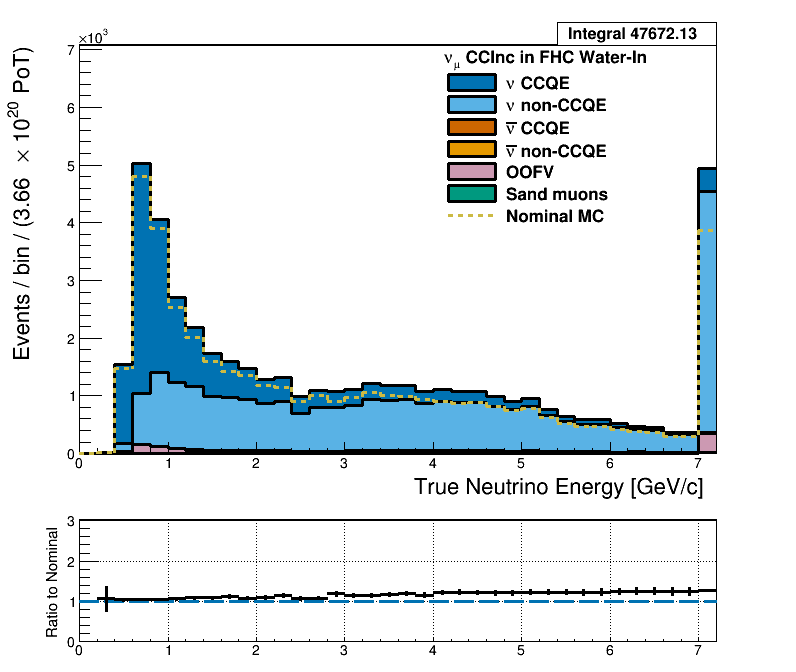 Integral 47672.13
×10³
ν_μ CCInc in FHC Water-In
ν CCQE
ν non-CCQE
ν̅ CCQE
ν̅ non-CCQE
OOFV
Sand muons
Nominal MC
Events / bin / (3.66 × 10²⁰ PoT)
7
6
5
4
3
2
1
0
0 1 2 3 4 5 6 7
True Neutrino Energy [GeV/c]
Ratio to Nominal
3
2
1
0
0 1 2 3 4 5 6 7